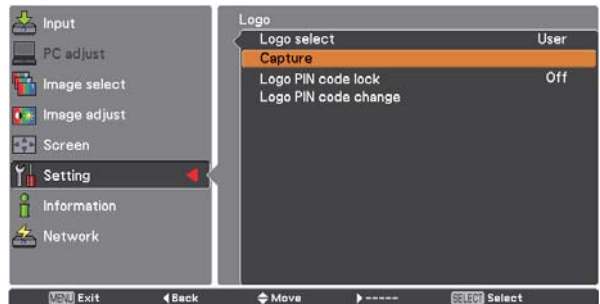 Input
PC adjust
Image select
Image adjust
Screen
Setting
Information
Network
Logo
Logo select User
Capture
Logo PIN code lock Off
Logo PIN code change
MENU Exit Back Move ----- SELECT Select